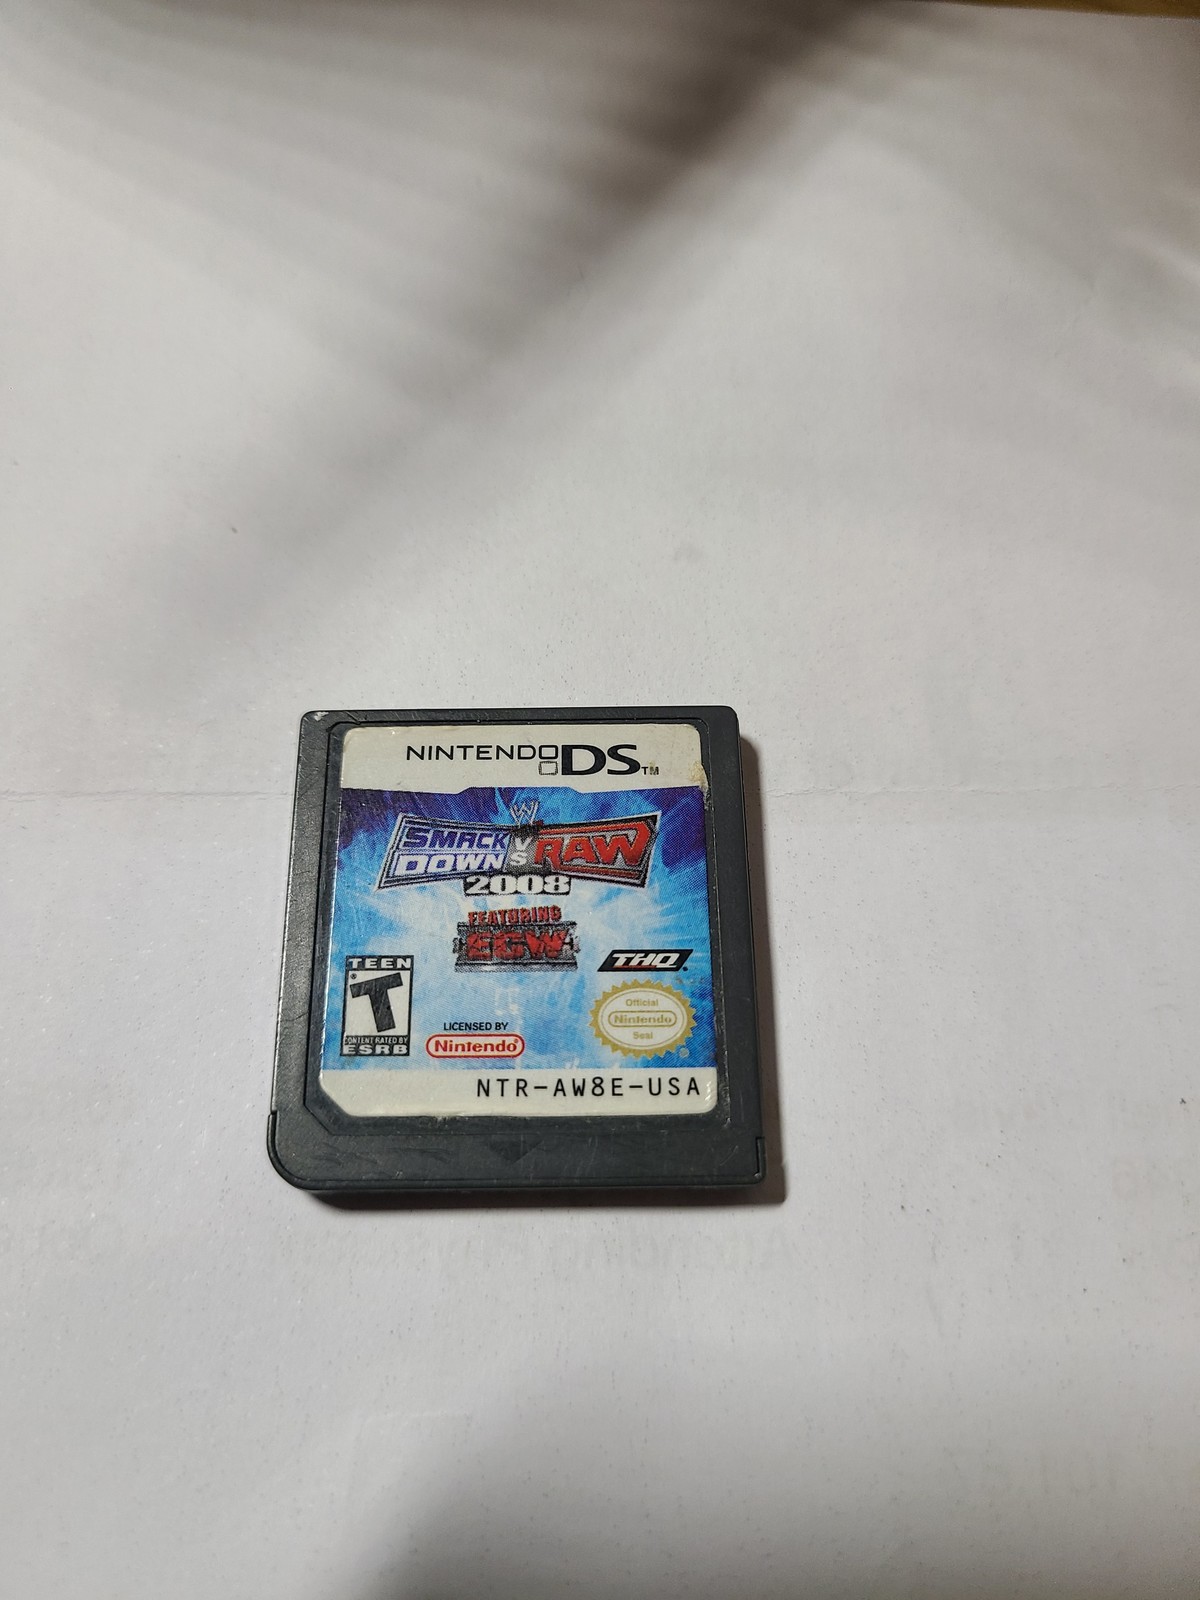 NINTENDO DS TM
W
SMACK DOWN VS RAW
2008
FEATURING
ECW
TEEN
T
CONTENT RATED BY
ESRB
THQ
LICENSED BY
Nintendo®
Official
Nintendo
Seal
NTR-AW8E-USA